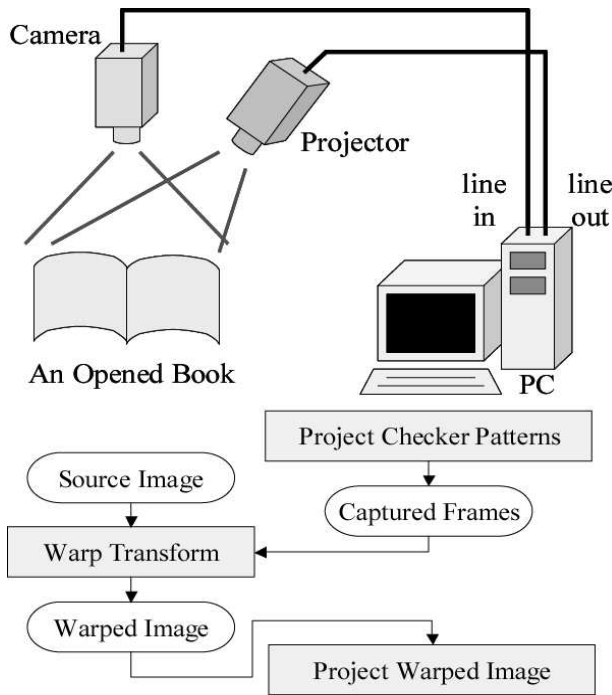 Camera
Projector
line
in
line
out
An Opened Book
PC
Project Checker Patterns
Source Image
Captured Frames
Warp Transform
Warped Image
Project Warped Image